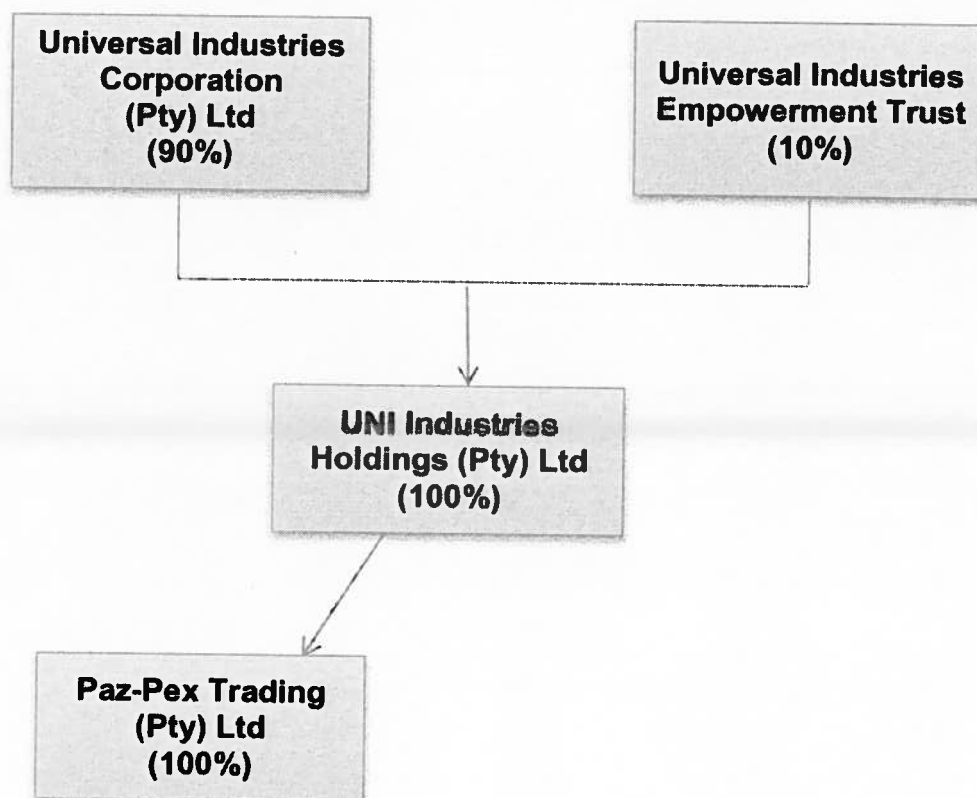 Universal Industries
Corporation
(Pty) Ltd
(90%)
Universal Industries
Empowerment Trust
(10%)
UNI Industries
Holdings (Pty) Ltd
(100%)
Paz-Pex Trading
(Pty) Ltd
(100%)